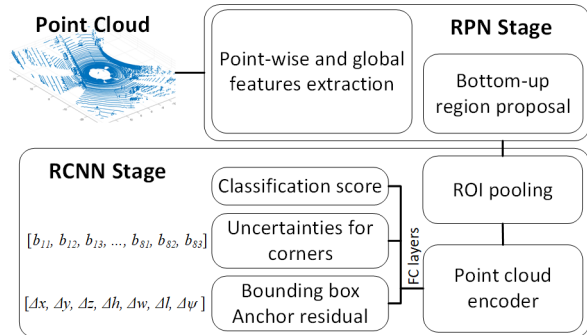 Point Cloud
RPN Stage
Point-wise and global
features extraction
Bottom-up
region proposal
RCNN Stage
Classification score
ROI pooling
[b11, b12, b13, ..., b81, b82, b83]
Uncertainties for
corners
FC layers
Point cloud
encoder
[Δx, Δy, Δz, Δh, Δw, Δl, Δψ ]
Bounding box
Anchor residual